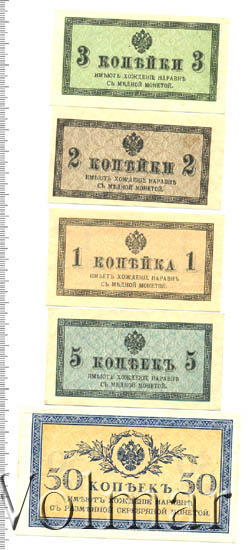 3 КОПѢЙКИ 3
ИМѢЮТЪ ХОЖДЕНІЕ НАРАВНѢ
СЪ МѢДНОЙ МОНЕТОЙ.
2 КОПѢЙКИ 2
ИМѢЮТЪ ХОЖДЕНІЕ НАРАВНѢ
СЪ МѢДНОЙ МОНЕТОЙ.
1 КОПѢЙКА 1
ИМѢЕТЪ ХОЖДЕНІЕ НАРАВНѢ
СЪ МѢДНОЙ МОНЕТОЙ.
5 КОПѢЕКЪ 5
ИМѢЮТЪ ХОЖДЕНІЕ НАРАВНѢ
СЪ МѢДНОЙ МОНЕТОЙ.
50 КОПѢЕКЪ 50
ИМѢЮТЪ ХОЖДЕНІЕ НАРАВНѢ
СЪ РАЗМѢННОЙ СЕРЕБРЯНОЙ МОНЕТОЙ.